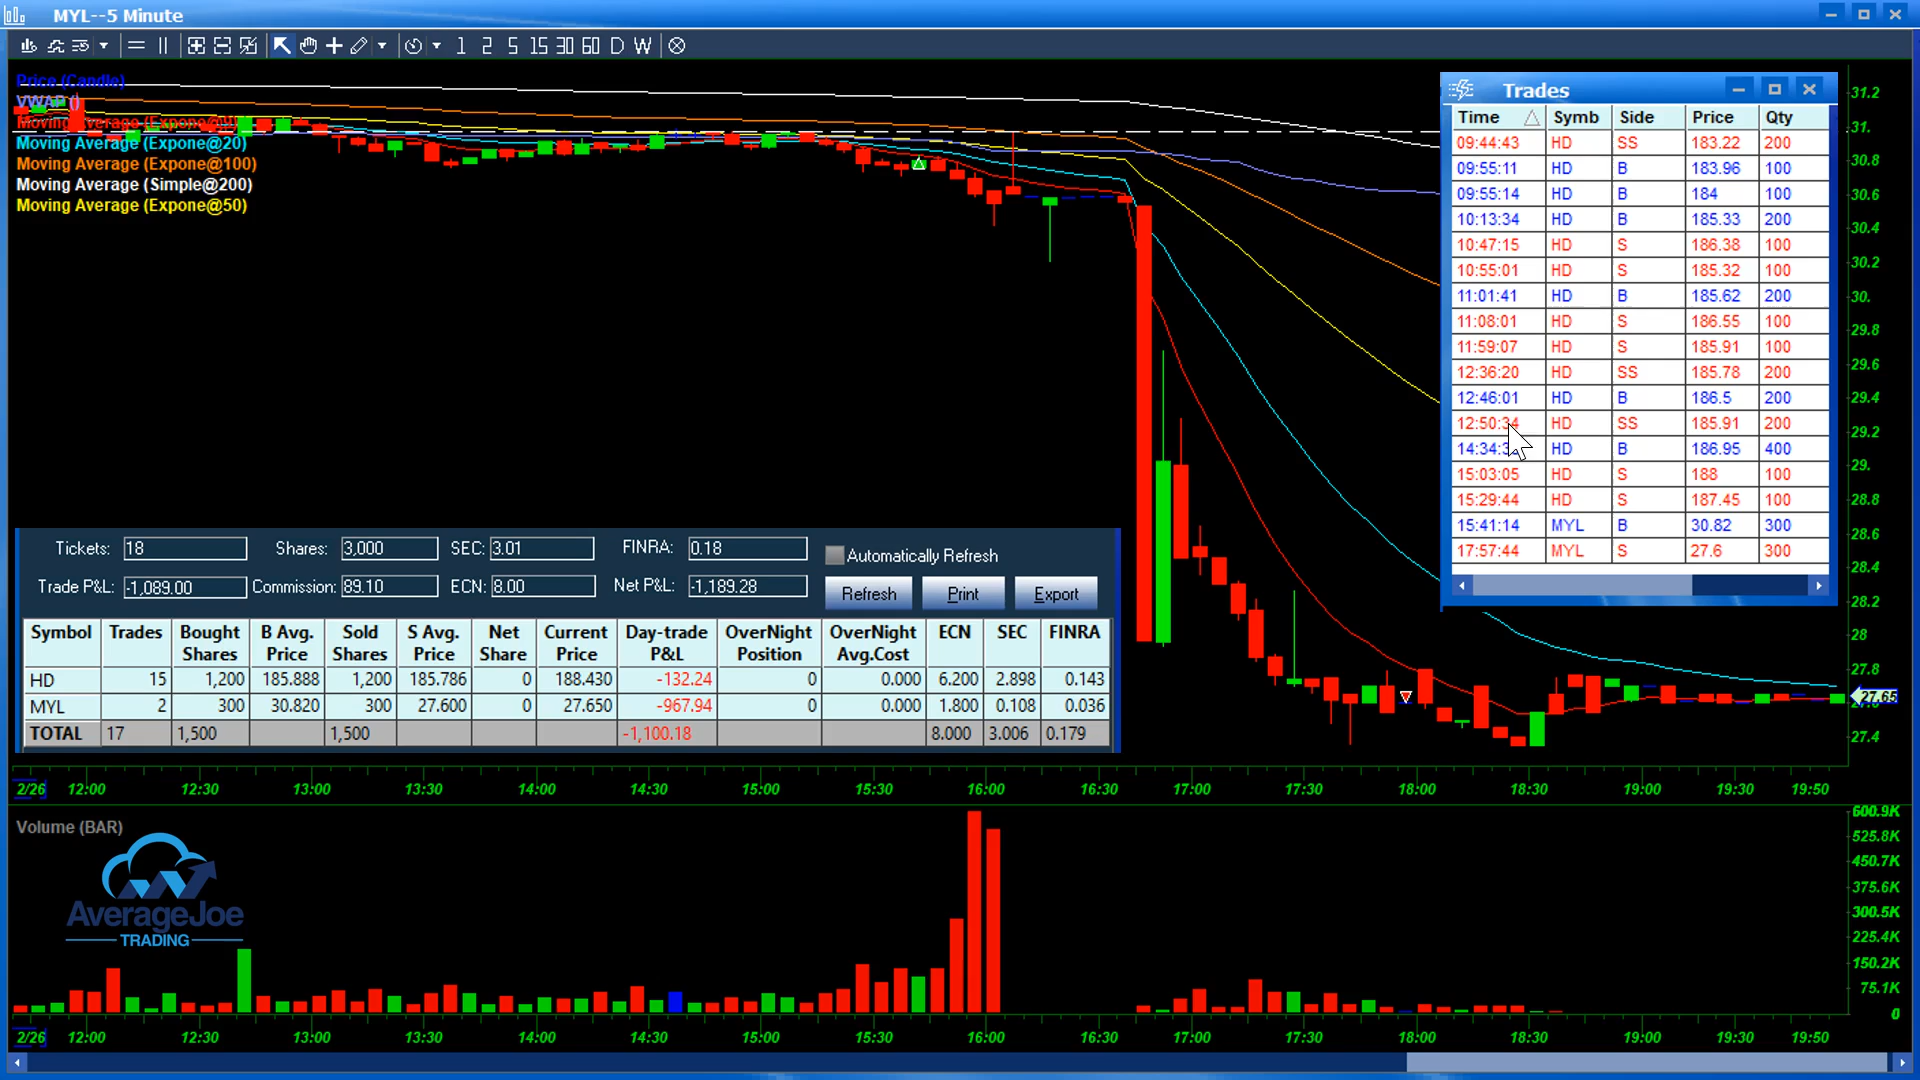 MYL--5 Minute
1 2 5 15 30 60 D W
Price (Candle)
VWAP ()
Moving Average (Expone@
Moving Average (Expone@20)
Moving Average (Expone@100)
Moving Average (Simple@200)
Moving Average (Expone@50)
Trades
Time Symb Side Price Qty
09:44:43 HD SS 183.22 200
09:55:11 HD B 183.96 100
09:55:14 HD B 184 100
10:13:34 HD B 185.33 200
10:47:15 HD S 186.38 100
10:55:01 HD S 185.32 100
11:01:41 HD B 185.62 200
11:08:01 HD S 186.55 100
11:59:07 HD S 185.91 100
12:36:20 HD SS 185.78 200
12:46:01 HD B 186.5 200
12:50:34 HD SS 185.91 200
14:34:3 HD B 186.95 400
15:03:05 HD S 188 100
15:29:44 HD S 187.45 100
15:41:14 MYL B 30.82 300
17:57:44 MYL S 27.6 300
31.2
31.
30.8
30.6
30.4
30.2
30.
29.8
29.6
29.4
29.2
29.
28.8
28.6
28.4
28.2
28
27.8
27.65
27.4
Tickets: 18 Shares: 3,000 SEC: 3.01 FINRA: 0.18 Automatically Refresh
Trade P&L: -1,089.00 Commission: 89.10 ECN: 8.00 Net P&L: -1,189.28 Refresh Print Export
Symbol Trades Bought Shares B Avg. Price Sold Shares S Avg. Price Net Share Current Price Day-trade P&L OverNight Position OverNight Avg.Cost ECN SEC FINRA
HD 15 1,200 185.888 1,200 185.786 0 188.430 -132.24 0 0.000 6.200 2.898 0.143
MYL 2 300 30.820 300 27.600 0 27.650 -967.94 0 0.000 1.800 0.108 0.036
TOTAL 17 1,500 1,500 -1,100.18 8.000 3.006 0.179
2/26 12:00 12:30 13:00 13:30 14:00 14:30 15:00 15:30 16:00 16:30 17:00 17:30 18:00 18:30 19:00 19:30 19:50
Volume (BAR)
AverageJoe
TRADING
600.9K
525.8K
450.7K
375.6K
300.5K
225.4K
150.2K
75.1K
0
2/26 12:00 12:30 13:00 13:30 14:00 14:30 15:00 15:30 16:00 16:30 17:00 17:30 18:00 18:30 19:00 19:30 19:50